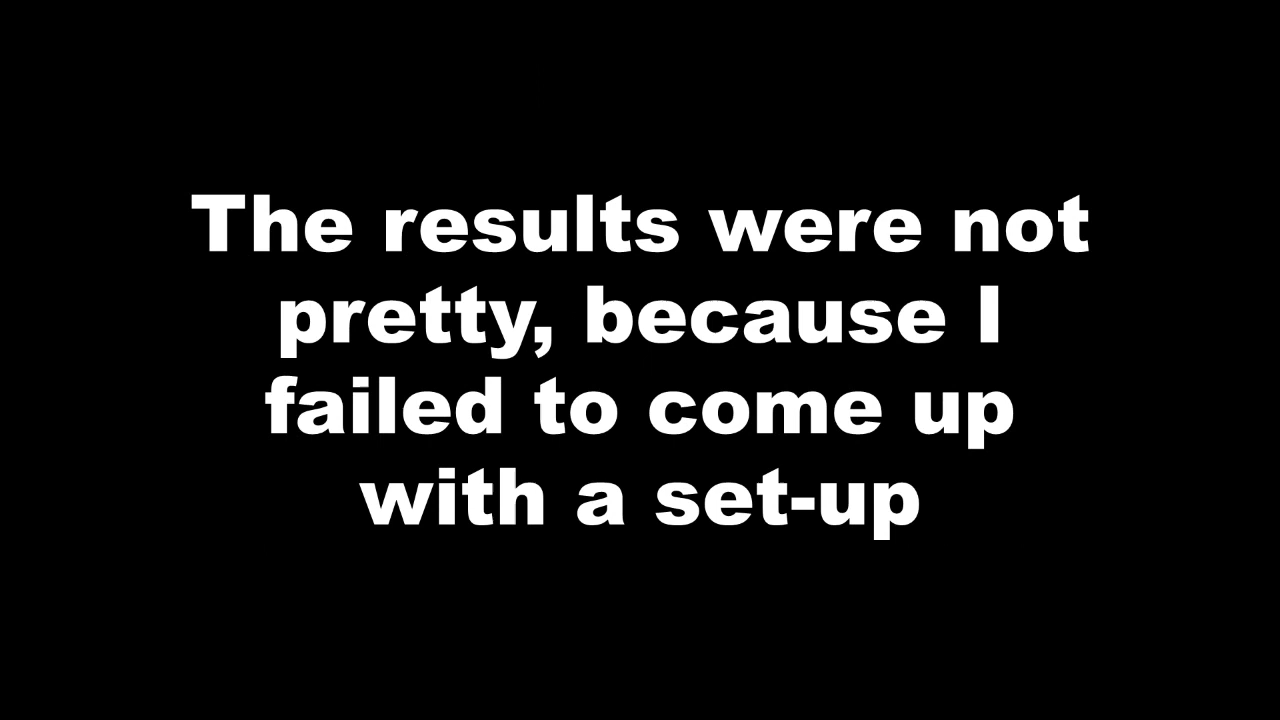 The results were not
pretty, because I
failed to come up
with a set-up